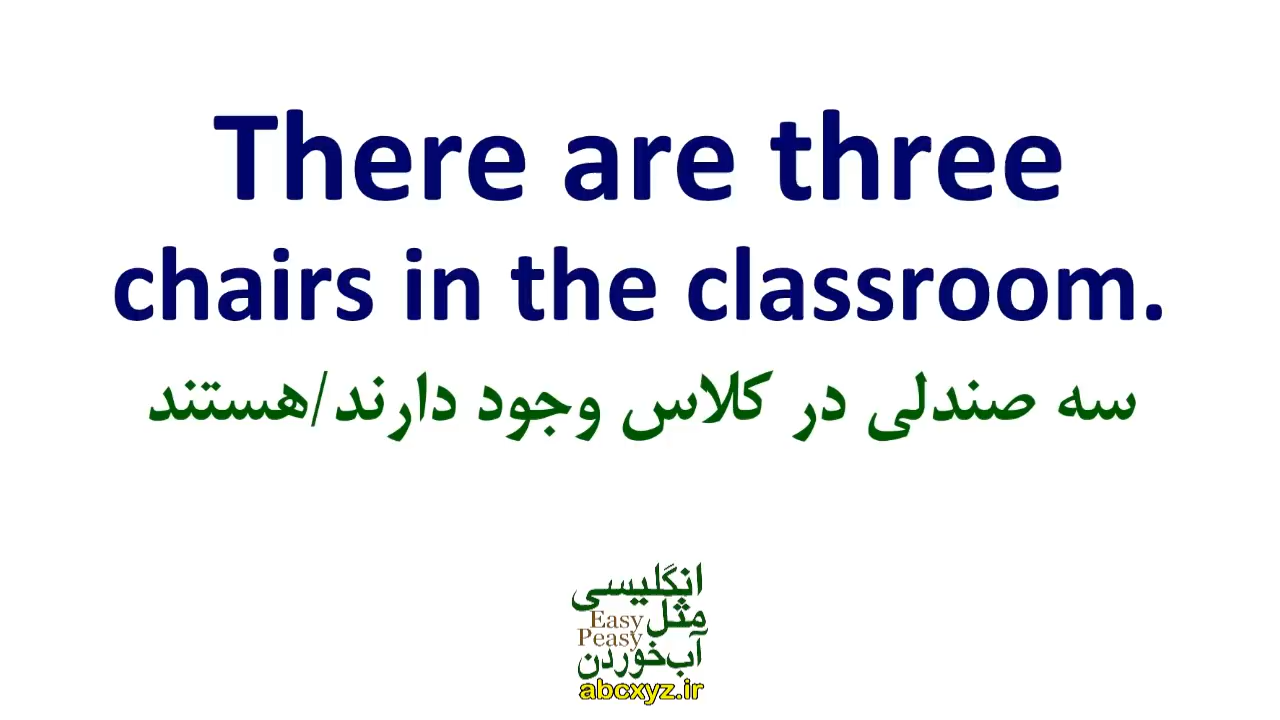 There are three
chairs in the classroom.
سه صندلی در کلاس وجود دارند/هستند
انگلیسی
مثل
Easy
Peasy
آب‌خوردن
abcxyz.ir